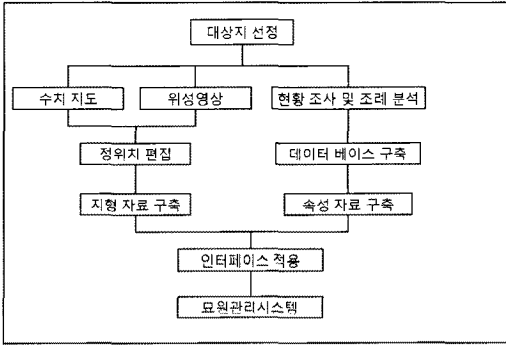 대상지 선정
수치 지도
위성영상
현황 조사 및 조례 분석
정위치 편집
데이터 베이스 구축
지형 자료 구축
속성 자료 구축
인터페이스 적용
묘원관리시스템